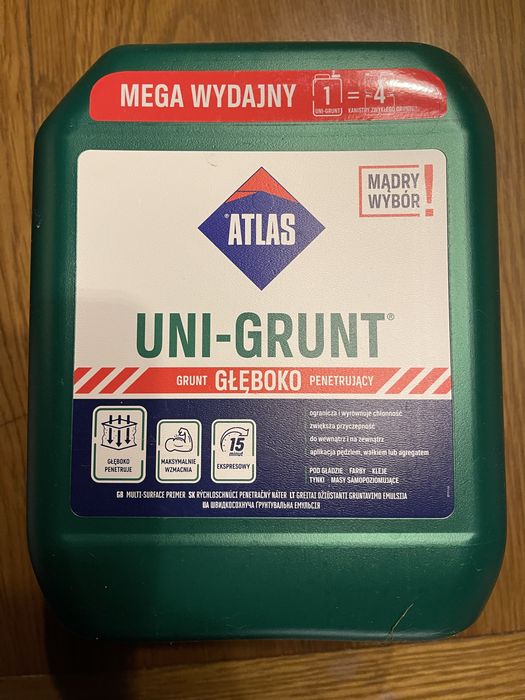 MEGA WYDAJNY
1 = 4
UNI-GRUNT
ATLAS
MĄDRY
WYBÓR!
UNI-GRUNT®
GRUNT GŁĘBOKO PENETRUJĄCY
GŁĘBOKO
PENETRUJE
MAKSYMALNIE
WZMACNIA
15
minut
EKSPRESOWY
ogranicza i wyrównuje chłonność
zwiększa przyczepność
do wewnątrz i na zewnątrz
aplikacja pędzlem, wałkiem lub agregatem
POD GŁADZIE FARBY KLEJE
TYNKI MASY SAMOPOZIOMUJĄCE
GB MULTI-SURFACE PRIMER SK RÝCHLOSCHNÚCI PENETRAČNÝ NÁTER LT GREITAI DŽIŪSTANTI GRUNTAVIMO EMULSIJA
UA ШВИДКОСОХНУЧА ҐРУНТУВАЛЬНА ЕМУЛЬСІЯ